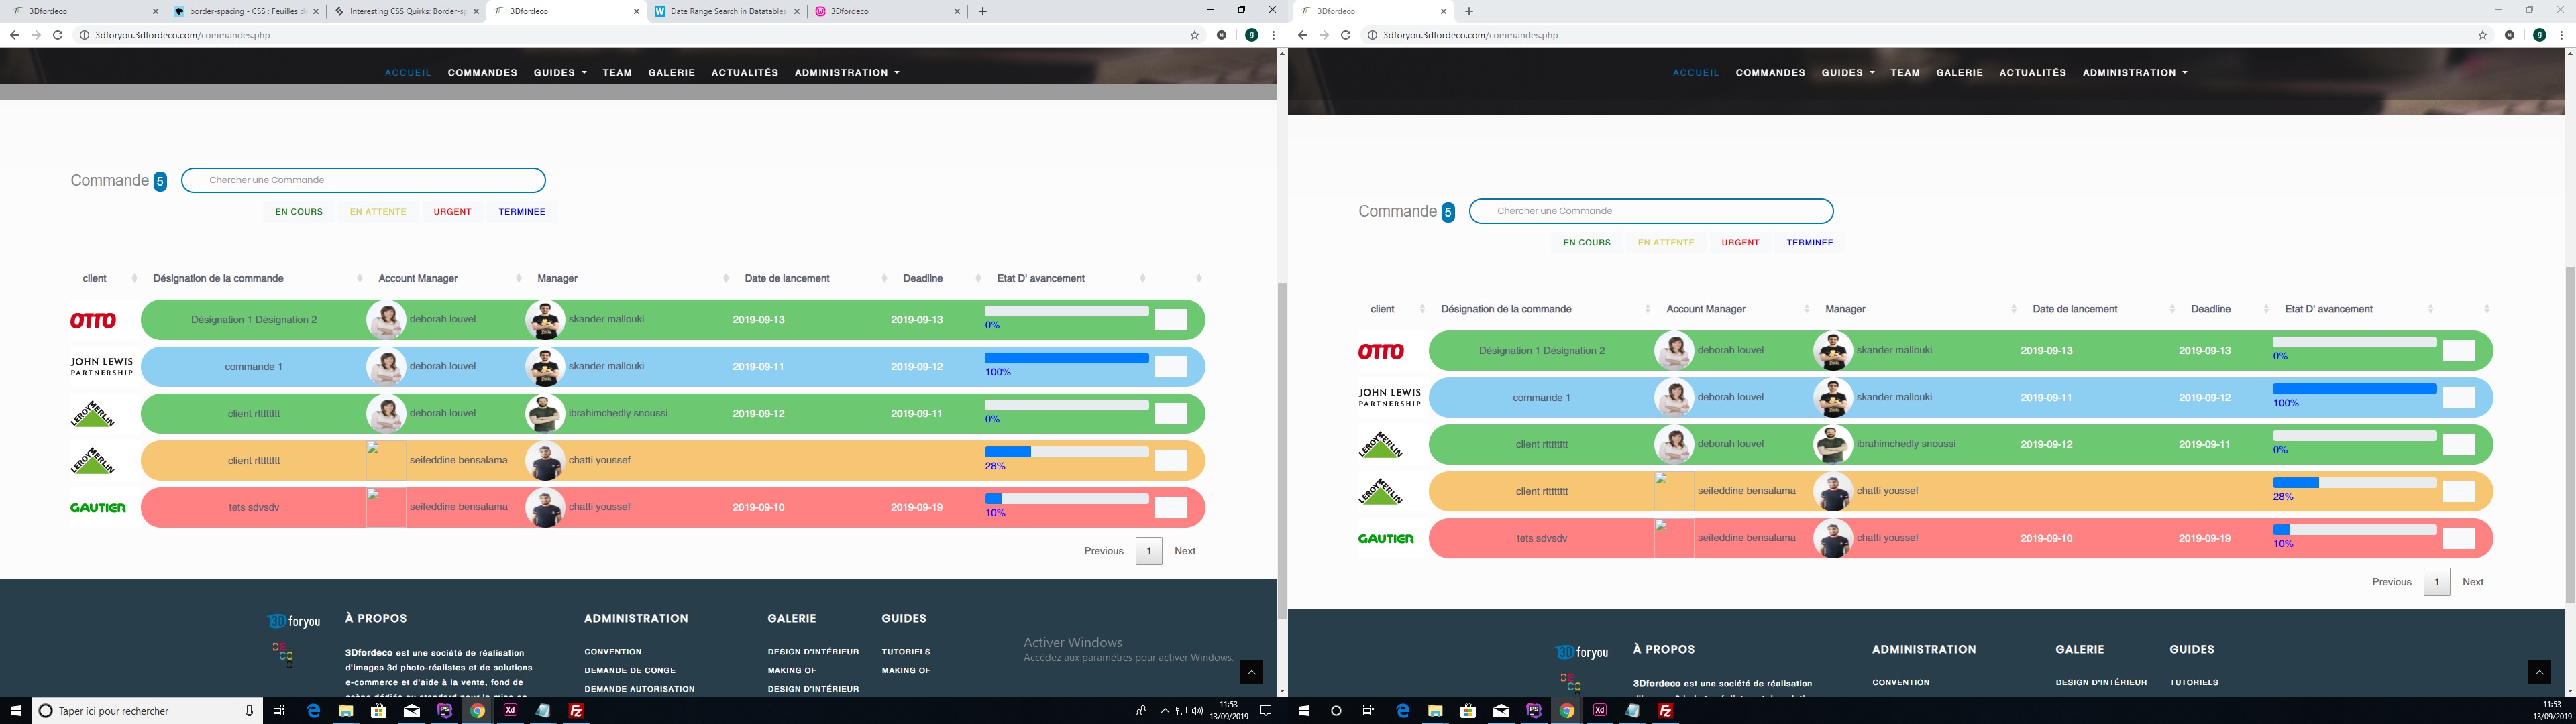 3Dfordeco
border-spacing - CSS : Feuilles d
Interesting CSS Quirks: Border-sp
3Dfordeco
Date Range Search in Datatables
3Dfordeco
3dforyou.3dfordeco.com/commandes.php
g
ACCUEIL COMMANDES GUIDES TEAM GALERIE ACTUALITÉS ADMINISTRATION
Commande 5 Chercher une Commande
EN COURS EN ATTENTE URGENT TERMINEE
client Désignation de la commande Account Manager Manager Date de lancement Deadline Etat D' avancement
OTTO Désignation 1 Désignation 2 deborah louvel skander mallouki 2019-09-13 2019-09-13 0%
JOHN LEWIS PARTNERSHIP commande 1 deborah louvel skander mallouki 2019-09-11 2019-09-12 100%
LEROY MERLIN client rttttttttt deborah louvel ibrahimchedly snoussi 2019-09-12 2019-09-11 0%
LEROY MERLIN client rttttttttt seifeddine bensalama chatti youssef 28%
GAUTIER tets sdvsdv seifeddine bensalama chatti youssef 2019-09-10 2019-09-19 10%
Previous 1 Next
3Dforyou
À PROPOS
3Dfordeco est une société de réalisation
d'images 3d photo-réalistes et de solutions
e-commerce et d'aide à la vente, fond de
ADMINISTRATION
CONVENTION
DEMANDE DE CONGE
DEMANDE AUTORISATION
GALERIE
DESIGN D'INTÉRIEUR
MAKING OF
DESIGN D'INTÉRIEUR
GUIDES
TUTORIELS
MAKING OF
Activer Windows
Accédez aux paramètres pour activer Windows.
Taper ici pour rechercher
PS
Xd
Fz
11:53
13/09/2019
3Dfordeco
3dforyou.3dfordeco.com/commandes.php
g
ACCUEIL COMMANDES GUIDES TEAM GALERIE ACTUALITÉS ADMINISTRATION
Commande 5 Chercher une Commande
EN COURS EN ATTENTE URGENT TERMINEE
client Désignation de la commande Account Manager Manager Date de lancement Deadline Etat D' avancement
OTTO Désignation 1 Désignation 2 deborah louvel skander mallouki 2019-09-13 2019-09-13 0%
JOHN LEWIS PARTNERSHIP commande 1 deborah louvel skander mallouki 2019-09-11 2019-09-12 100%
LEROY MERLIN client rttttttttt deborah louvel ibrahimchedly snoussi 2019-09-12 2019-09-11 0%
LEROY MERLIN client rttttttttt seifeddine bensalama chatti youssef 28%
GAUTIER tets sdvsdv seifeddine bensalama chatti youssef 2019-09-10 2019-09-19 10%
Previous 1 Next
3Dforyou
À PROPOS
3Dfordeco est une société de réalisation
ADMINISTRATION
CONVENTION
GALERIE
DESIGN D'INTÉRIEUR
GUIDES
TUTORIELS
PS
Xd
Fz
11:53
13/09/2019